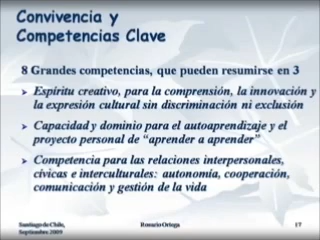 Convivencia y
Competencias Clave
8 Grandes competencias, que pueden resumirse en 3
➢ Espíritu creativo, para la comprensión, la innovación y
la expresión cultural sin discriminación ni exclusión
➢ Capacidad y dominio para el autoaprendizaje y el
proyecto personal de “aprender a aprender”
➢ Competencia para las relaciones interpersonales,
cívicas e interculturales: autonomía, cooperación,
comunicación y gestión de la vida
Santiago de Chile,
Septiembre 2009
Rosario Ortega
17